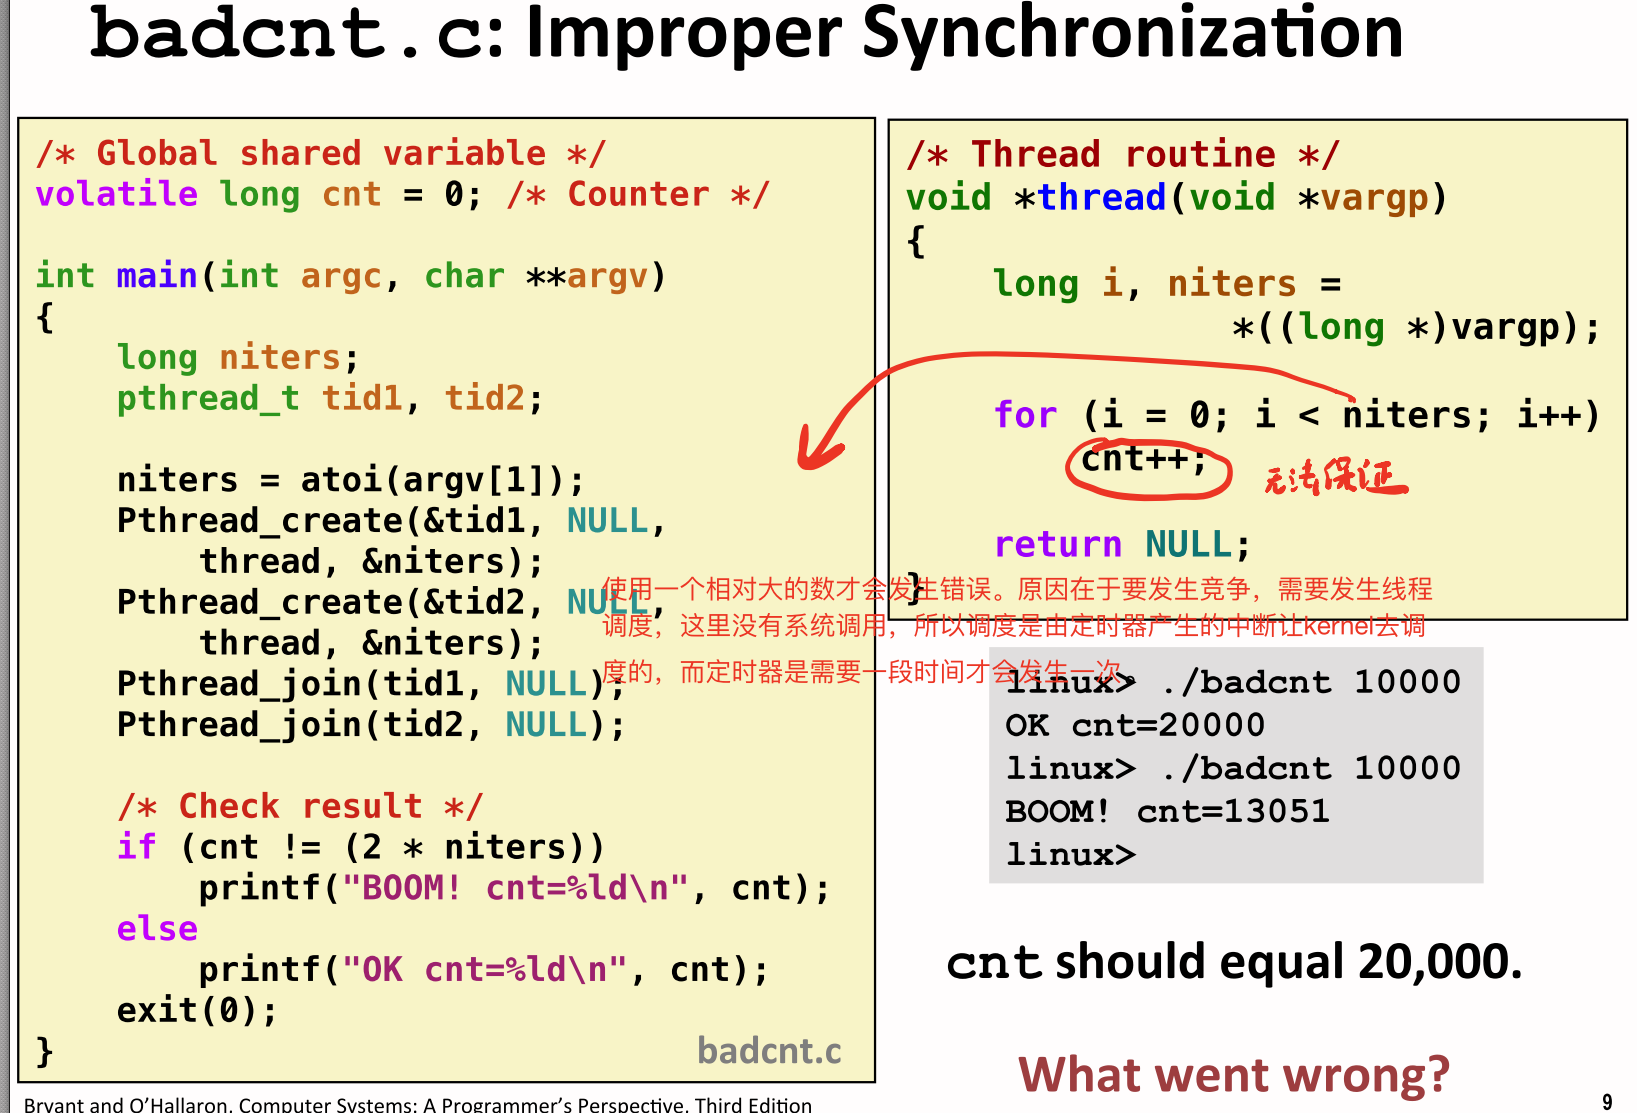 badcnt.c: Improper Synchronization
/* Global shared variable */
volatile long cnt = 0; /* Counter */
int main(int argc, char **argv)
{
    long niters;
    pthread_t tid1, tid2;
    niters = atoi(argv[1]);
    Pthread_create(&tid1, NULL,
        thread, &niters);
    Pthread_create(&tid2, NULL,
        thread, &niters);
    Pthread_join(tid1, NULL);
    Pthread_join(tid2, NULL);
    /* Check result */
    if (cnt != (2 * niters))
        printf("BOOM! cnt=%ld\n", cnt);
    else
        printf("OK cnt=%ld\n", cnt);
    exit(0);
}
badcnt.c
/* Thread routine */
void *thread(void *vargp)
{
    long i, niters =
               *((long *)vargp);
    for (i = 0; i < niters; i++)
        cnt++;
无法保证
    return NULL;
}
使用一个相对大的数才会发生错误。原因在于要发生竞争，需要发生线程
调度，这里没有系统调用，所以调度是由定时器产生的中断让kernel去调
度的，而定时器是需要一段时间才会发生一次。
linux> ./badcnt 10000
OK cnt=20000
linux> ./badcnt 10000
BOOM! cnt=13051
linux>
cnt should equal 20,000.
What went wrong?
Bryant and O'Hallaron, Computer Systems: A Programmer's Perspective, Third Edition
9